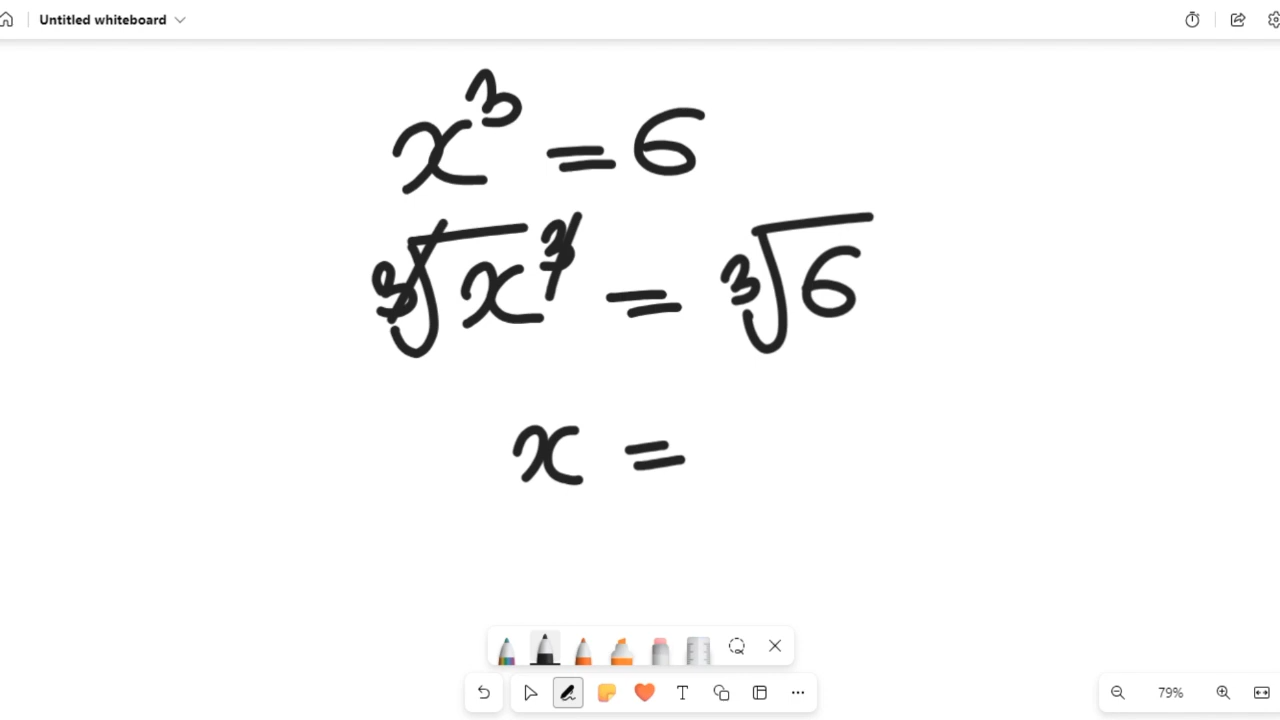 Untitled whiteboard
x³ = 6
∛x³ = ∛6
x =
79%